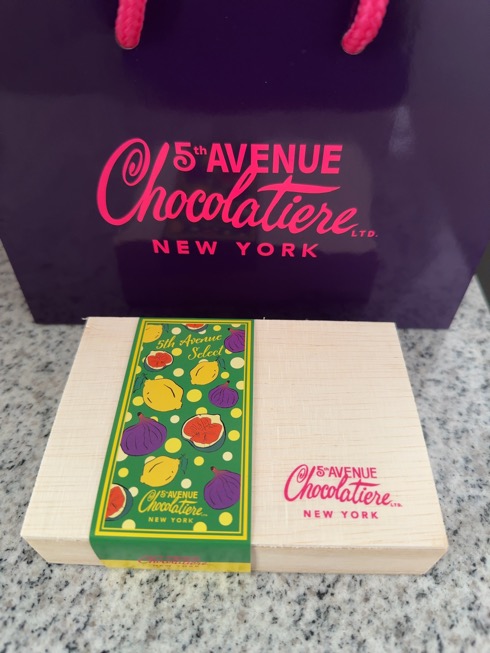 5th AVENUE
Chocolatiere LTD.
NEW YORK
5th Avenue
Select
5th AVENUE
Chocolatiere
NEW YORK
5th AVENUE
Chocolatiere LTD.
NEW YORK